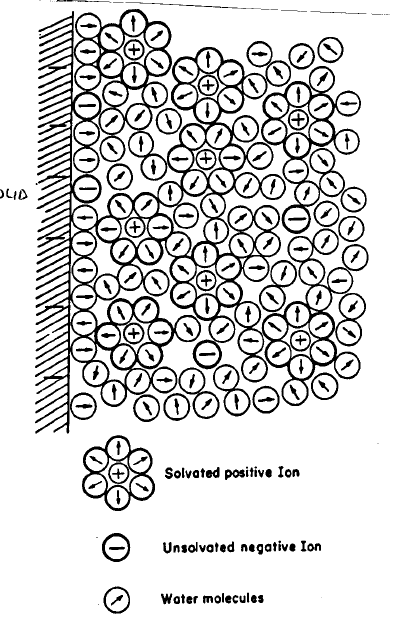 Solvated positive Ion
Unsolvated negative Ion
Water molecules